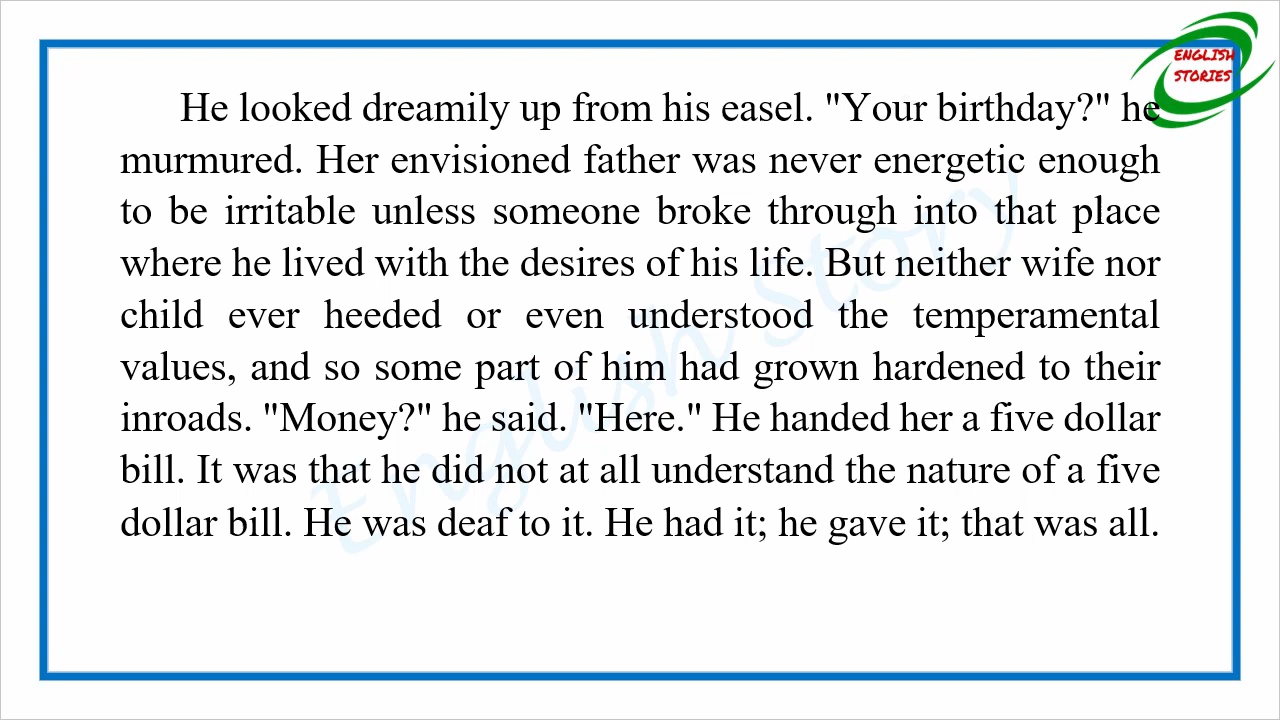 ENGLISH
STORIES
He looked dreamily up from his easel. "Your birthday?" he
murmured. Her envisioned father was never energetic enough
to be irritable unless someone broke through into that place
where he lived with the desires of his life. But neither wife nor
child ever heeded or even understood the temperamental
values, and so some part of him had grown hardened to their
inroads. "Money?" he said. "Here." He handed her a five dollar
bill. It was that he did not at all understand the nature of a five
dollar bill. He was deaf to it. He had it; he gave it; that was all.
English Story